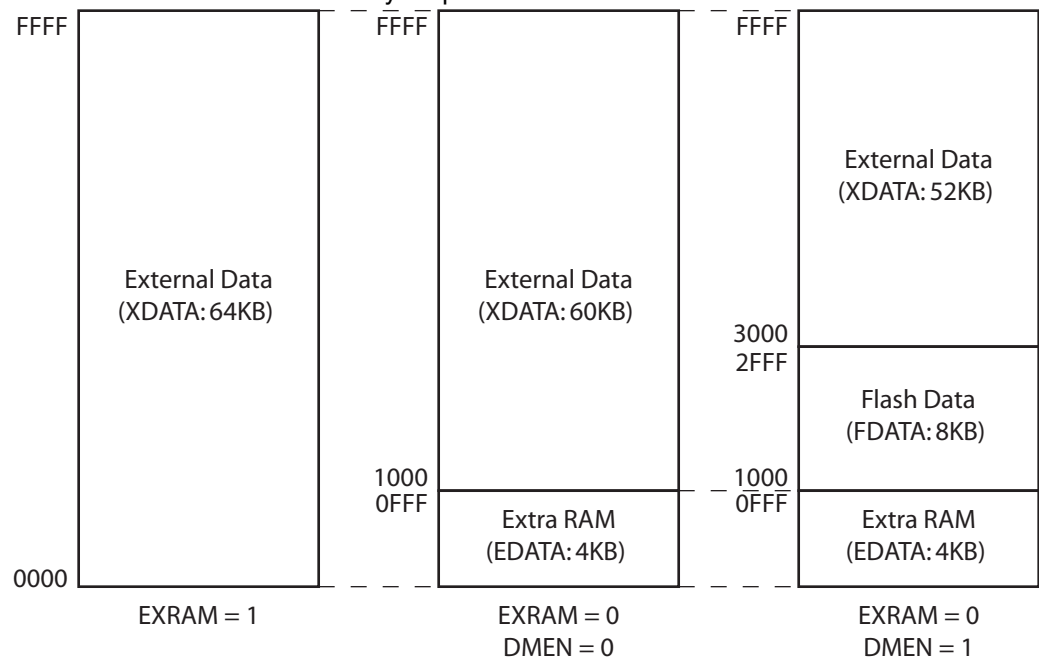 FFFF
FFFF
FFFF
External Data
(XDATA: 64KB)
0000
EXRAM = 1
External Data
(XDATA: 60KB)
1000
0FFF
Extra RAM
(EDATA: 4KB)
EXRAM = 0
DMEN = 0
External Data
(XDATA: 52KB)
3000
2FFF
Flash Data
(FDATA: 8KB)
1000
0FFF
Extra RAM
(EDATA: 4KB)
EXRAM = 0
DMEN = 1